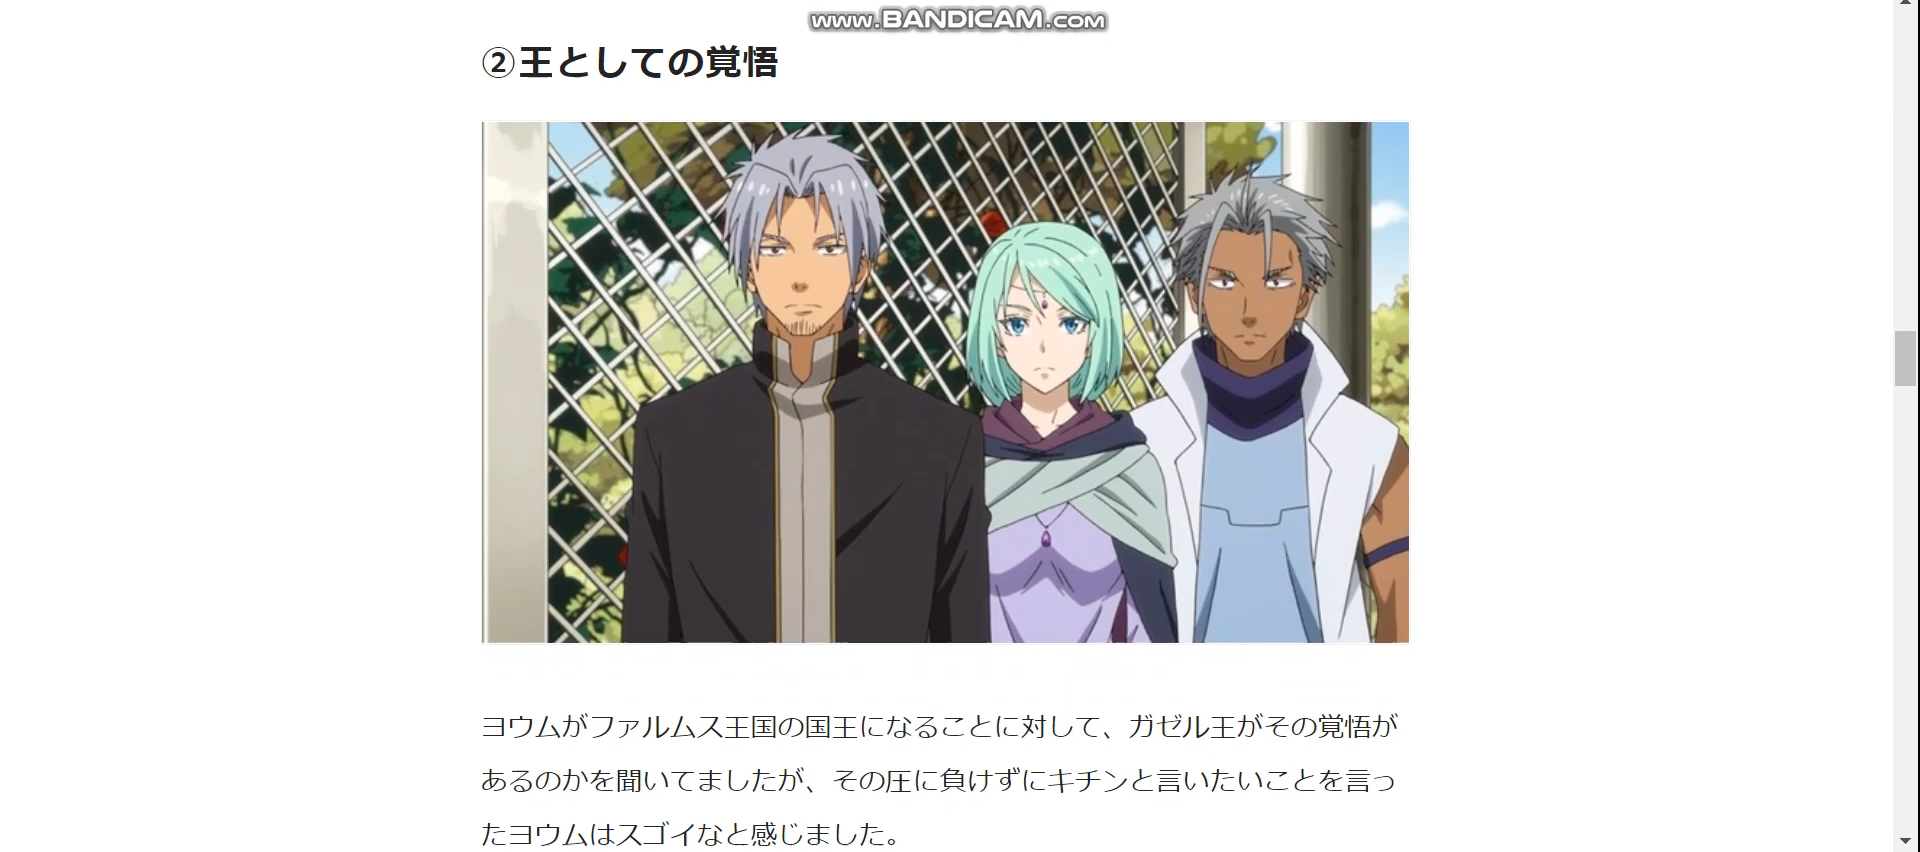 www.BANDICAM.com
②王としての覚悟
ヨウムがファルムス王国の国王になることに対して、ガゼル王がその覚悟が
あるのかを聞いてましたが、その圧に負けずにキチンと言いたいことを言っ
たヨウムはスゴイなと感じました。